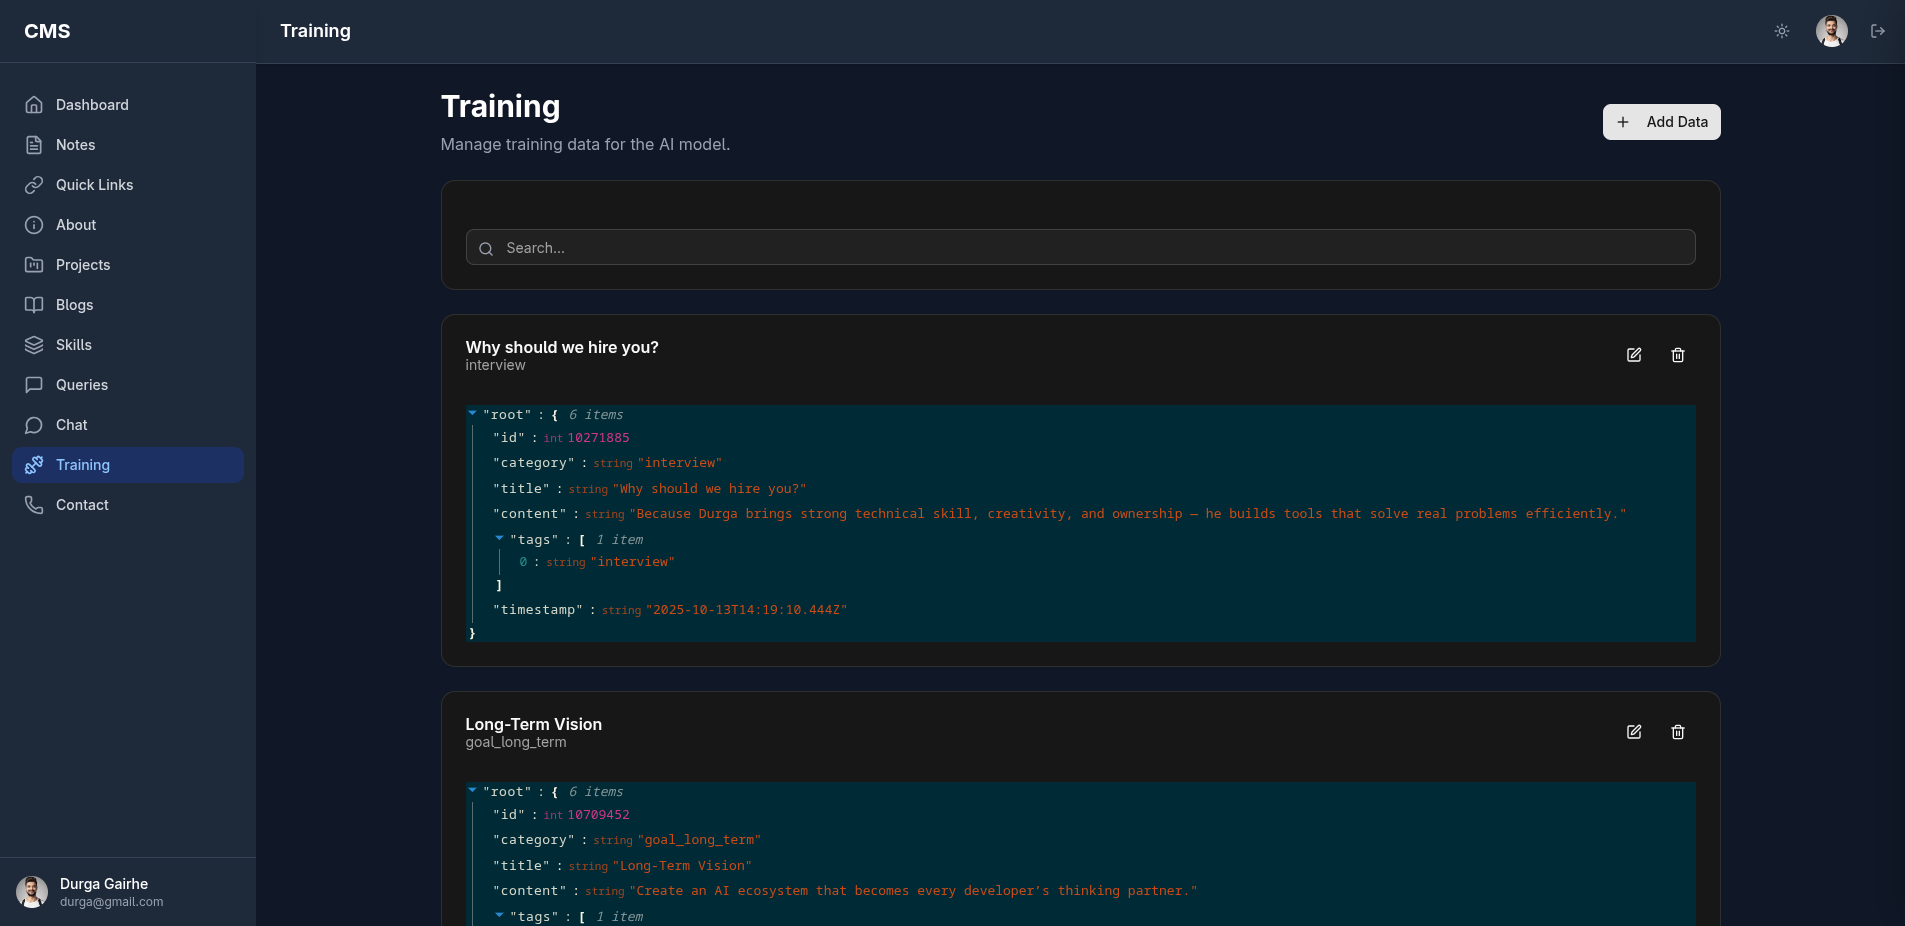 CMS
Training
Dashboard
Notes
Quick Links
About
Projects
Blogs
Skills
Queries
Chat
Training
Contact
Durga Gairhe
durga@gmail.com
Training
Manage training data for the AI model.
Add Data
Search...
Why should we hire you?
interview
"root" : { 6 items
"id" : int 10271885
"category" : string "interview"
"title" : string "Why should we hire you?"
"content" : string "Because Durga brings strong technical skill, creativity, and ownership — he builds tools that solve real problems efficiently."
"tags" : [ 1 item
0 : string "interview"
]
"timestamp" : string "2025-10-13T14:19:10.444Z"
}
Long-Term Vision
goal_long_term
"root" : { 6 items
"id" : int 10709452
"category" : string "goal_long_term"
"title" : string "Long-Term Vision"
"content" : string "Create an AI ecosystem that becomes every developer's thinking partner."
"tags" : [ 1 item